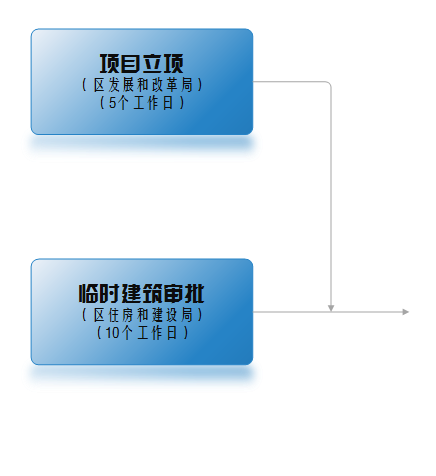 项目立项
（区发展和改革局）
（5个工作日）
临时建筑审批
（区住房和建设局）
（10个工作日）